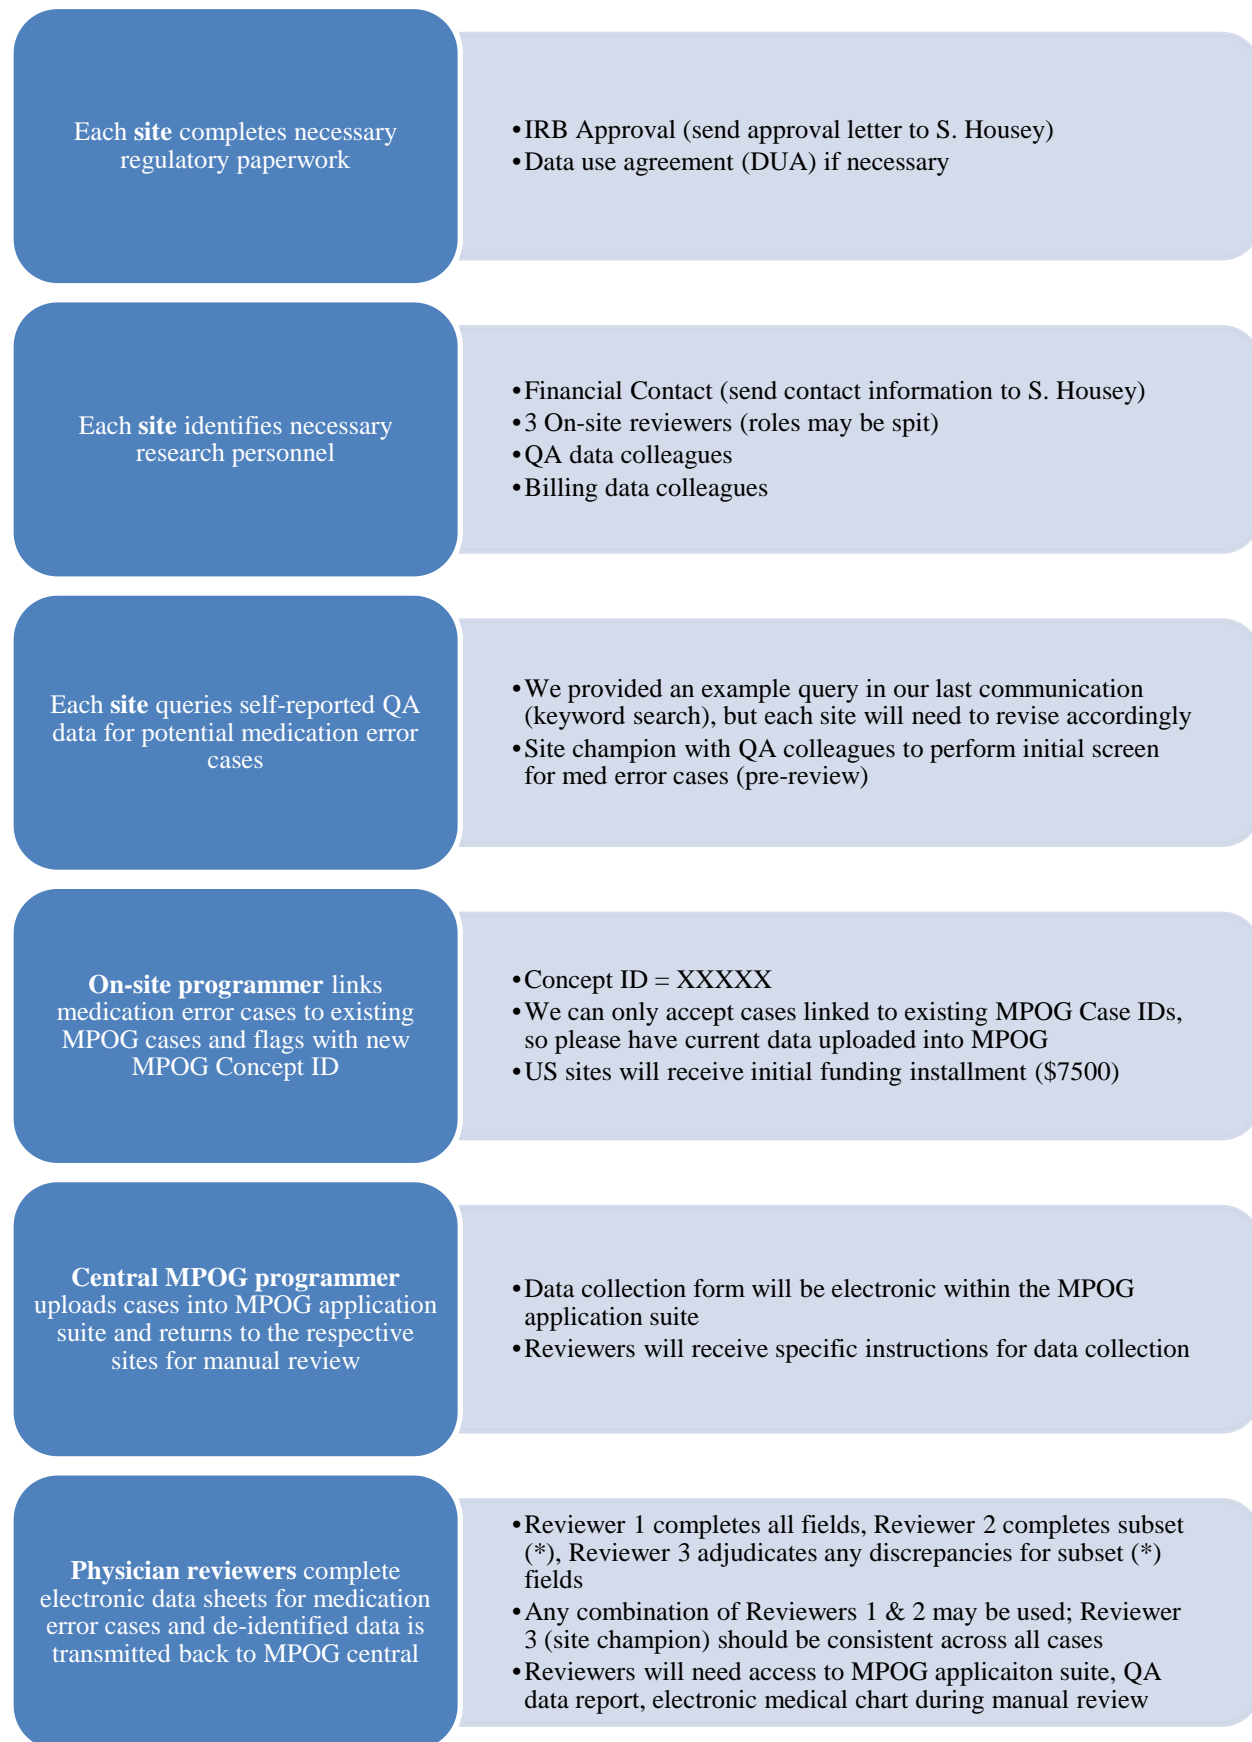 Each site completes necessary
regulatory paperwork
•IRB Approval (send approval letter to S. Housey)
•Data use agreement (DUA) if necessary
Each site identifies necessary
research personnel
•Financial Contact (send contact information to S. Housey)
•3 On-site reviewers (roles may be spit)
•QA data colleagues
•Billing data colleagues
Each site queries self-reported QA
data for potential medication error
cases
•We provided an example query in our last communication
(keyword search), but each site will need to revise accordingly
•Site champion with QA colleagues to perform initial screen
for med error cases (pre-review)
On-site programmer links
medication error cases to existing
MPOG cases and flags with new
MPOG Concept ID
•Concept ID = XXXXX
•We can only accept cases linked to existing MPOG Case IDs,
so please have current data uploaded into MPOG
•US sites will receive initial funding installment ($7500)
Central MPOG programmer
uploads cases into MPOG application
suite and returns to the respective
sites for manual review
•Data collection form will be electronic within the MPOG
application suite
•Reviewers will receive specific instructions for data collection
Physician reviewers complete
electronic data sheets for medication
error cases and de-identified data is
transmitted back to MPOG central
•Reviewer 1 completes all fields, Reviewer 2 completes subset
(*), Reviewer 3 adjudicates any discrepancies for subset (*)
fields
•Any combination of Reviewers 1 & 2 may be used; Reviewer
3 (site champion) should be consistent across all cases
•Reviewers will need access to MPOG applicaiton suite, QA
data report, electronic medical chart during manual review